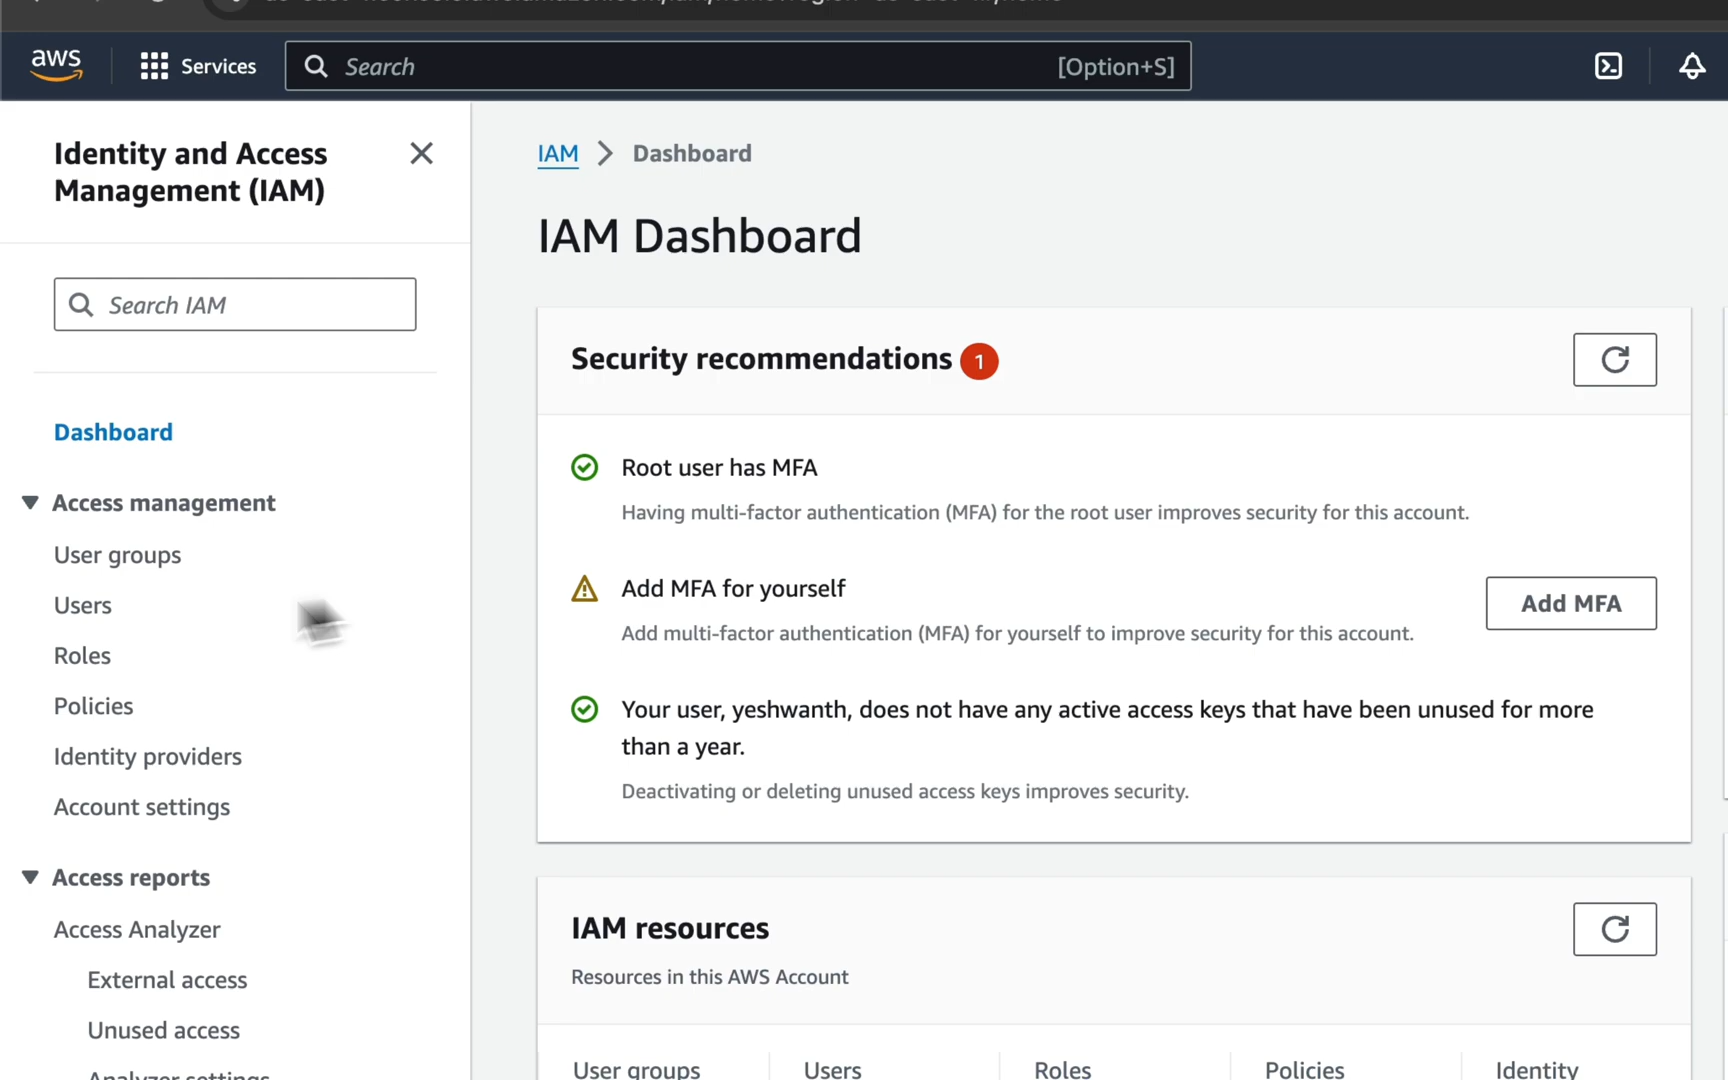 aws
Services
Search
[Option+S]
Identity and Access
Management (IAM)
Search IAM
Dashboard
Access management
User groups
Users
Roles
Policies
Identity providers
Account settings
Access reports
Access Analyzer
External access
Unused access
Analyzer settings
IAM > Dashboard
IAM Dashboard
Security recommendations 1
Root user has MFA
Having multi-factor authentication (MFA) for the root user improves security for this account.
Add MFA for yourself
Add multi-factor authentication (MFA) for yourself to improve security for this account.
Add MFA
Your user, yeshwanth, does not have any active access keys that have been unused for more
than a year.
Deactivating or deleting unused access keys improves security.
IAM resources
Resources in this AWS Account
User groups
Users
Roles
Policies
Identity